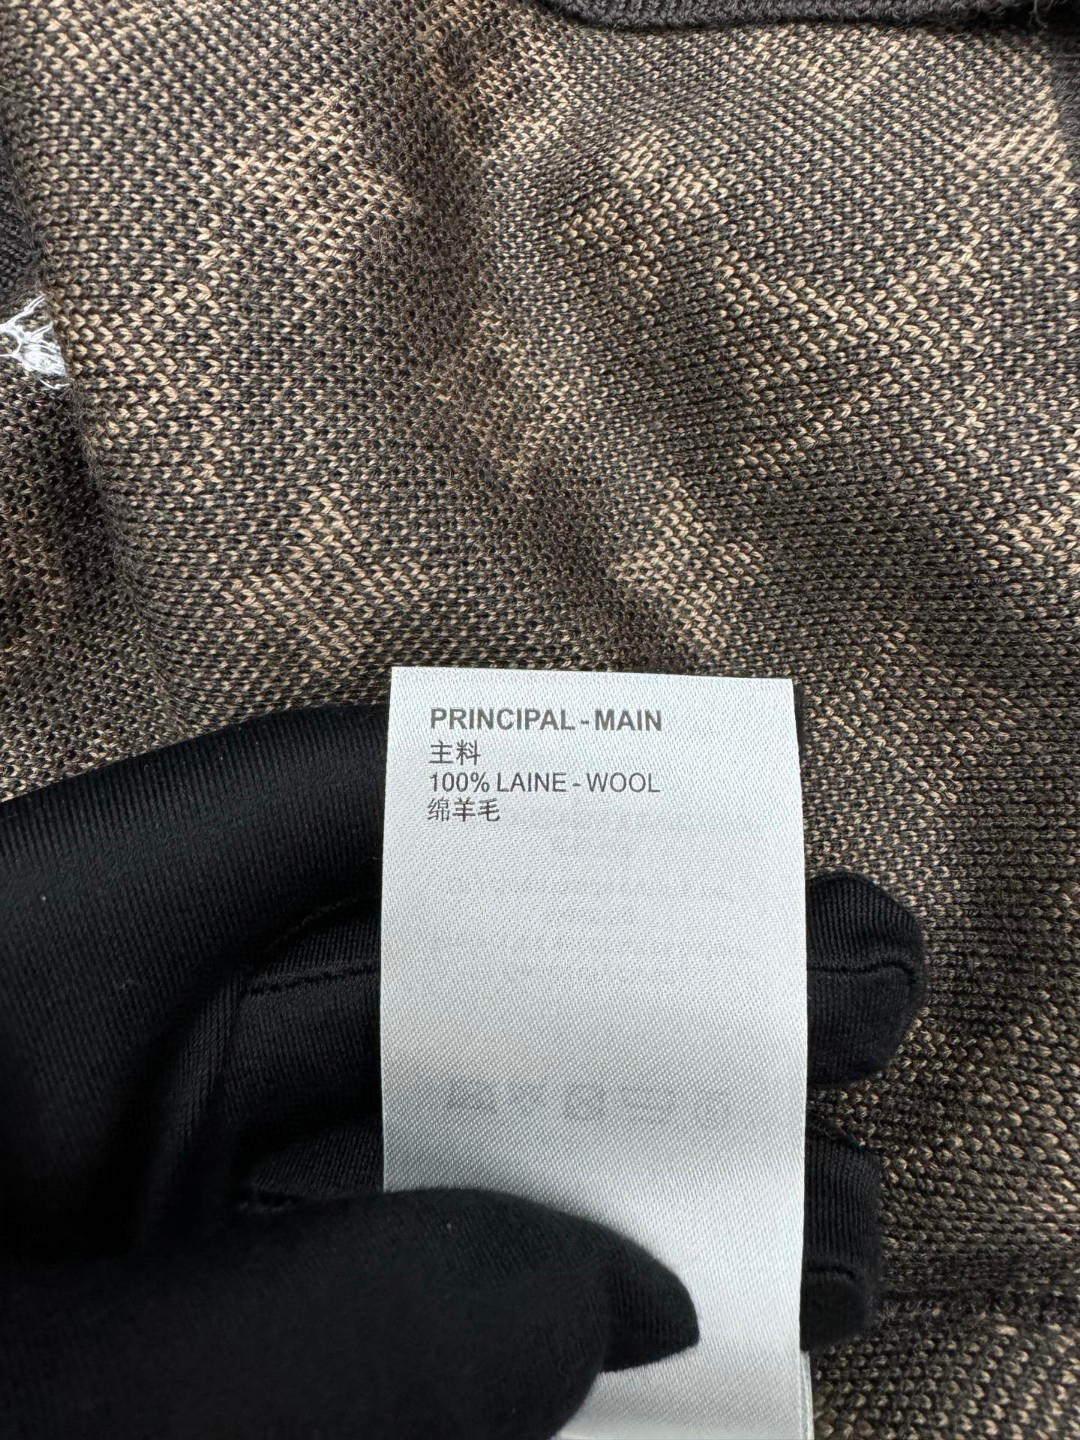 PRINCIPAL - MAIN
主料
100% LAINE - WOOL
绵羊毛